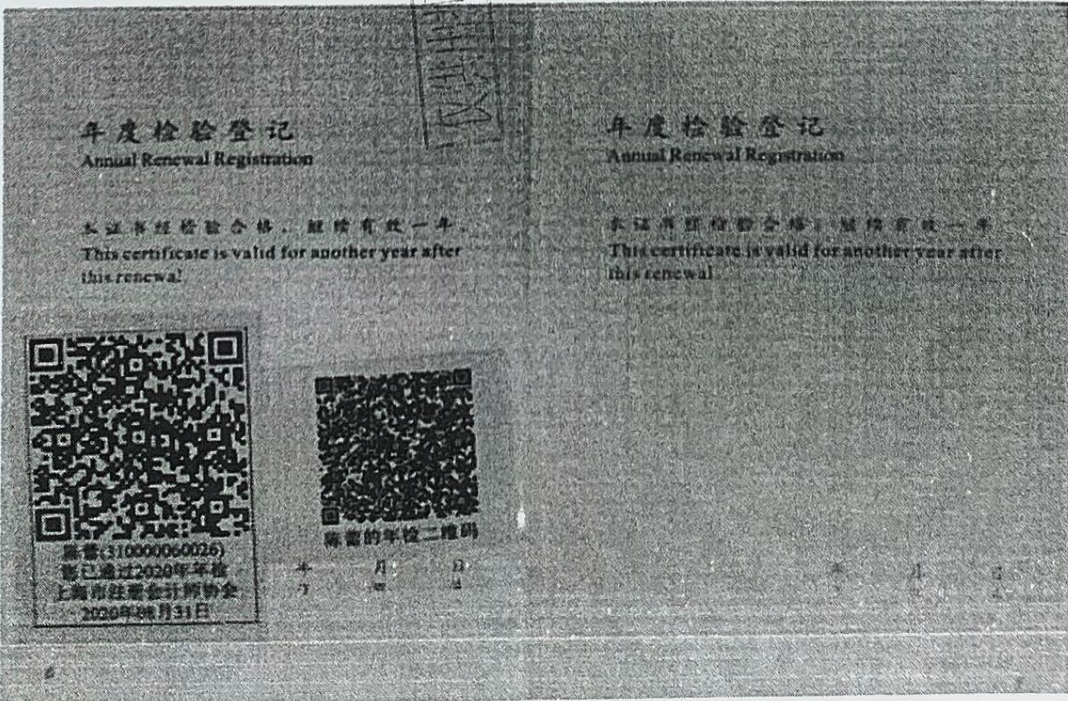 年度检验登记
Annual Renewal Registration
本证书经检验合格，继续有效一年。
This certificate is valid for another year after
this renewal
陈蕾(310000060026)
您已通过2020年年检
上海市注册会计师协会
2020年08月31日
陈蕾的年检二维码
年 月 日
年度检验登记
Annual Renewal Registration
本证书经检验合格，继续有效一年。
This certificate is valid for another year after
this renewal
年 月 日
6